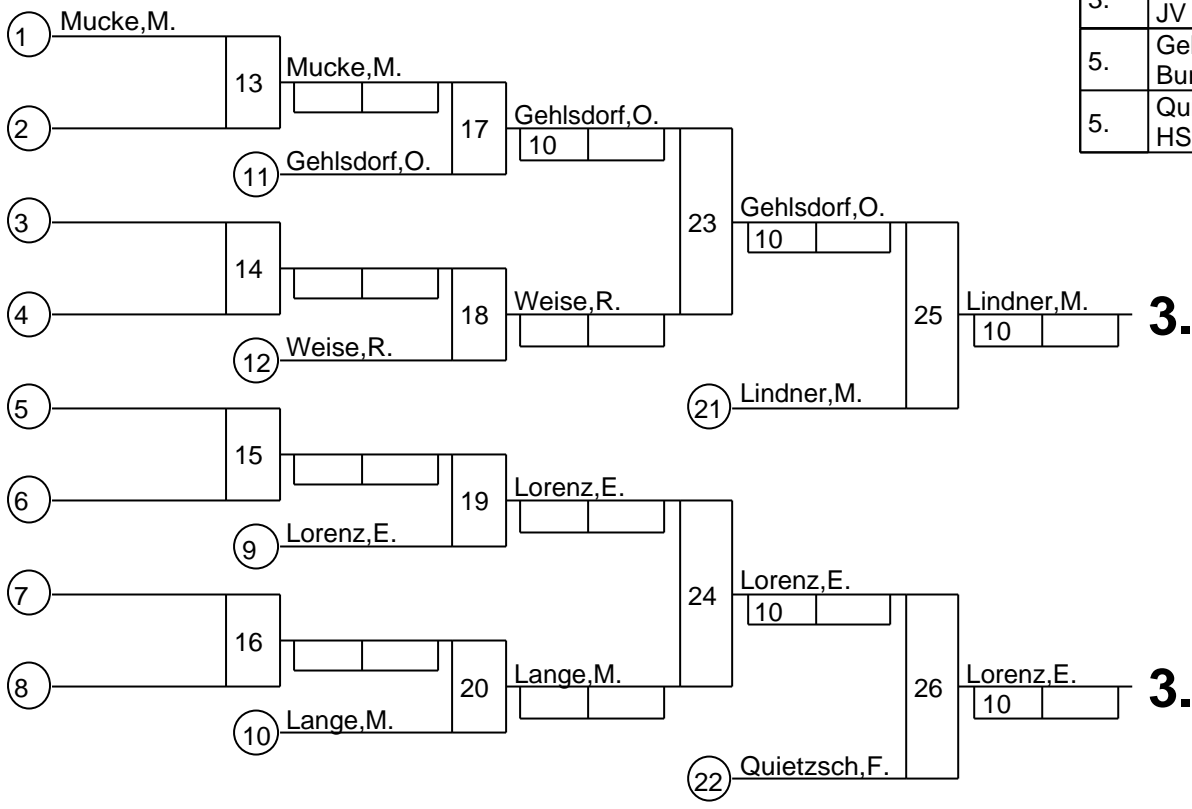 3.
JV
5.
5.
HS
1 Mucke,M.
13
Mucke,M.
2
17
Gehlsdorf,O.
10
11 Gehlsdorf,O.
3
23
Gehlsdorf,O.
10
14
4
18
Weise,R.
12 Weise,R.
25
Lindner,M.
10
3.
5
21 Lindner,M.
15
6
19
Lorenz,E.
9 Lorenz,E.
7
24
Lorenz,E.
10
16
8
20
Lange,M.
10 Lange,M.
26
Lorenz,E.
10
3.
22 Quietzsch,F.